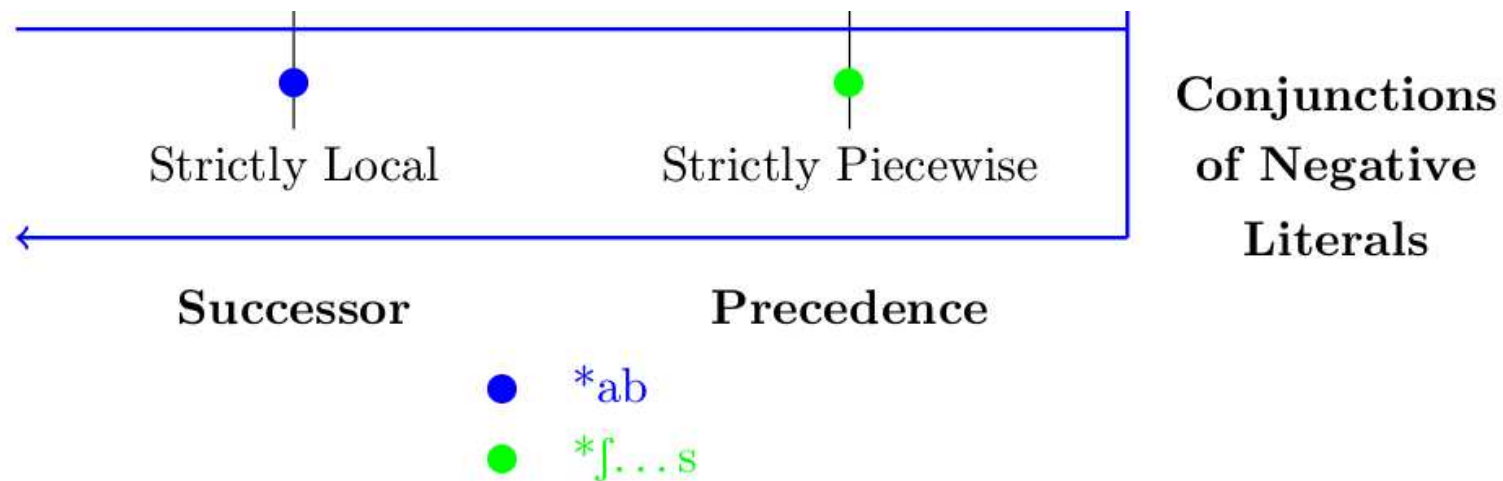 Strictly Local
Strictly Piecewise
Conjunctions
of Negative
Literals
Successor
Precedence
*ab
*ʃ…s